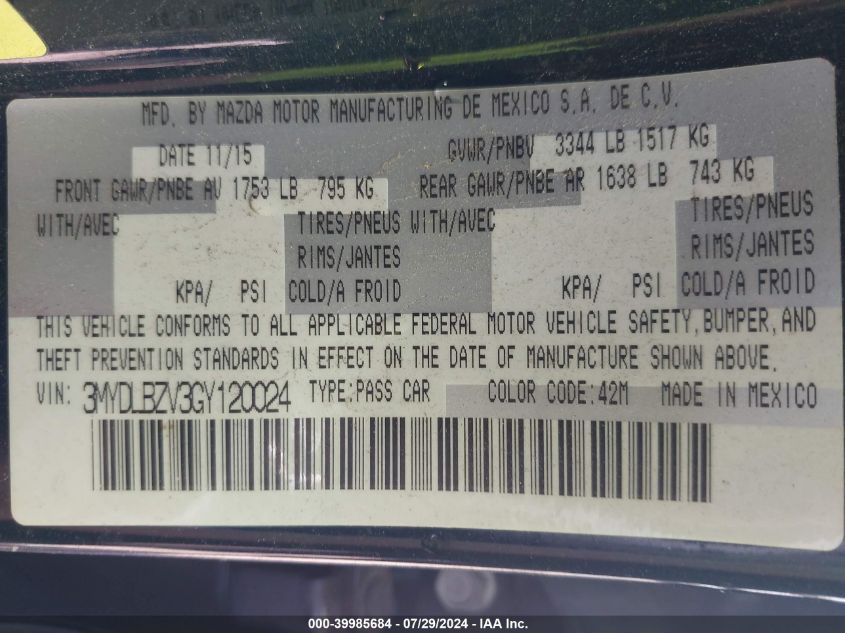 MFD. BY MAZDA MOTOR MANUFACTURING DE MEXICO S.A. DE C.V.
DATE 11/15 GVWR/PNBV 3344 LB 1517 KG
FRONT GAWR/PNBE AV 1753 LB 795 KG REAR GAWR/PNBE AR 1638 LB 743 KG
WITH/AVEC TIRES/PNEUS WITH/AVEC TIRES/PNEUS
RIMS/JANTES RIMS/JANTES
KPA/ PSI COLD/A FROID KPA/ PSI COLD/A FROID
THIS VEHICLE CONFORMS TO ALL APPLICABLE FEDERAL MOTOR VEHICLE SAFETY, BUMPER, AND
THEFT PREVENTION STANDARDS IN EFFECT ON THE DATE OF MANUFACTURE SHOWN ABOVE.
VIN: 3MYDLBZV3GY120024 TYPE:PASS CAR COLOR CODE:42M MADE IN MEXICO
000-39985684 - 07/29/2024 - IAA Inc.